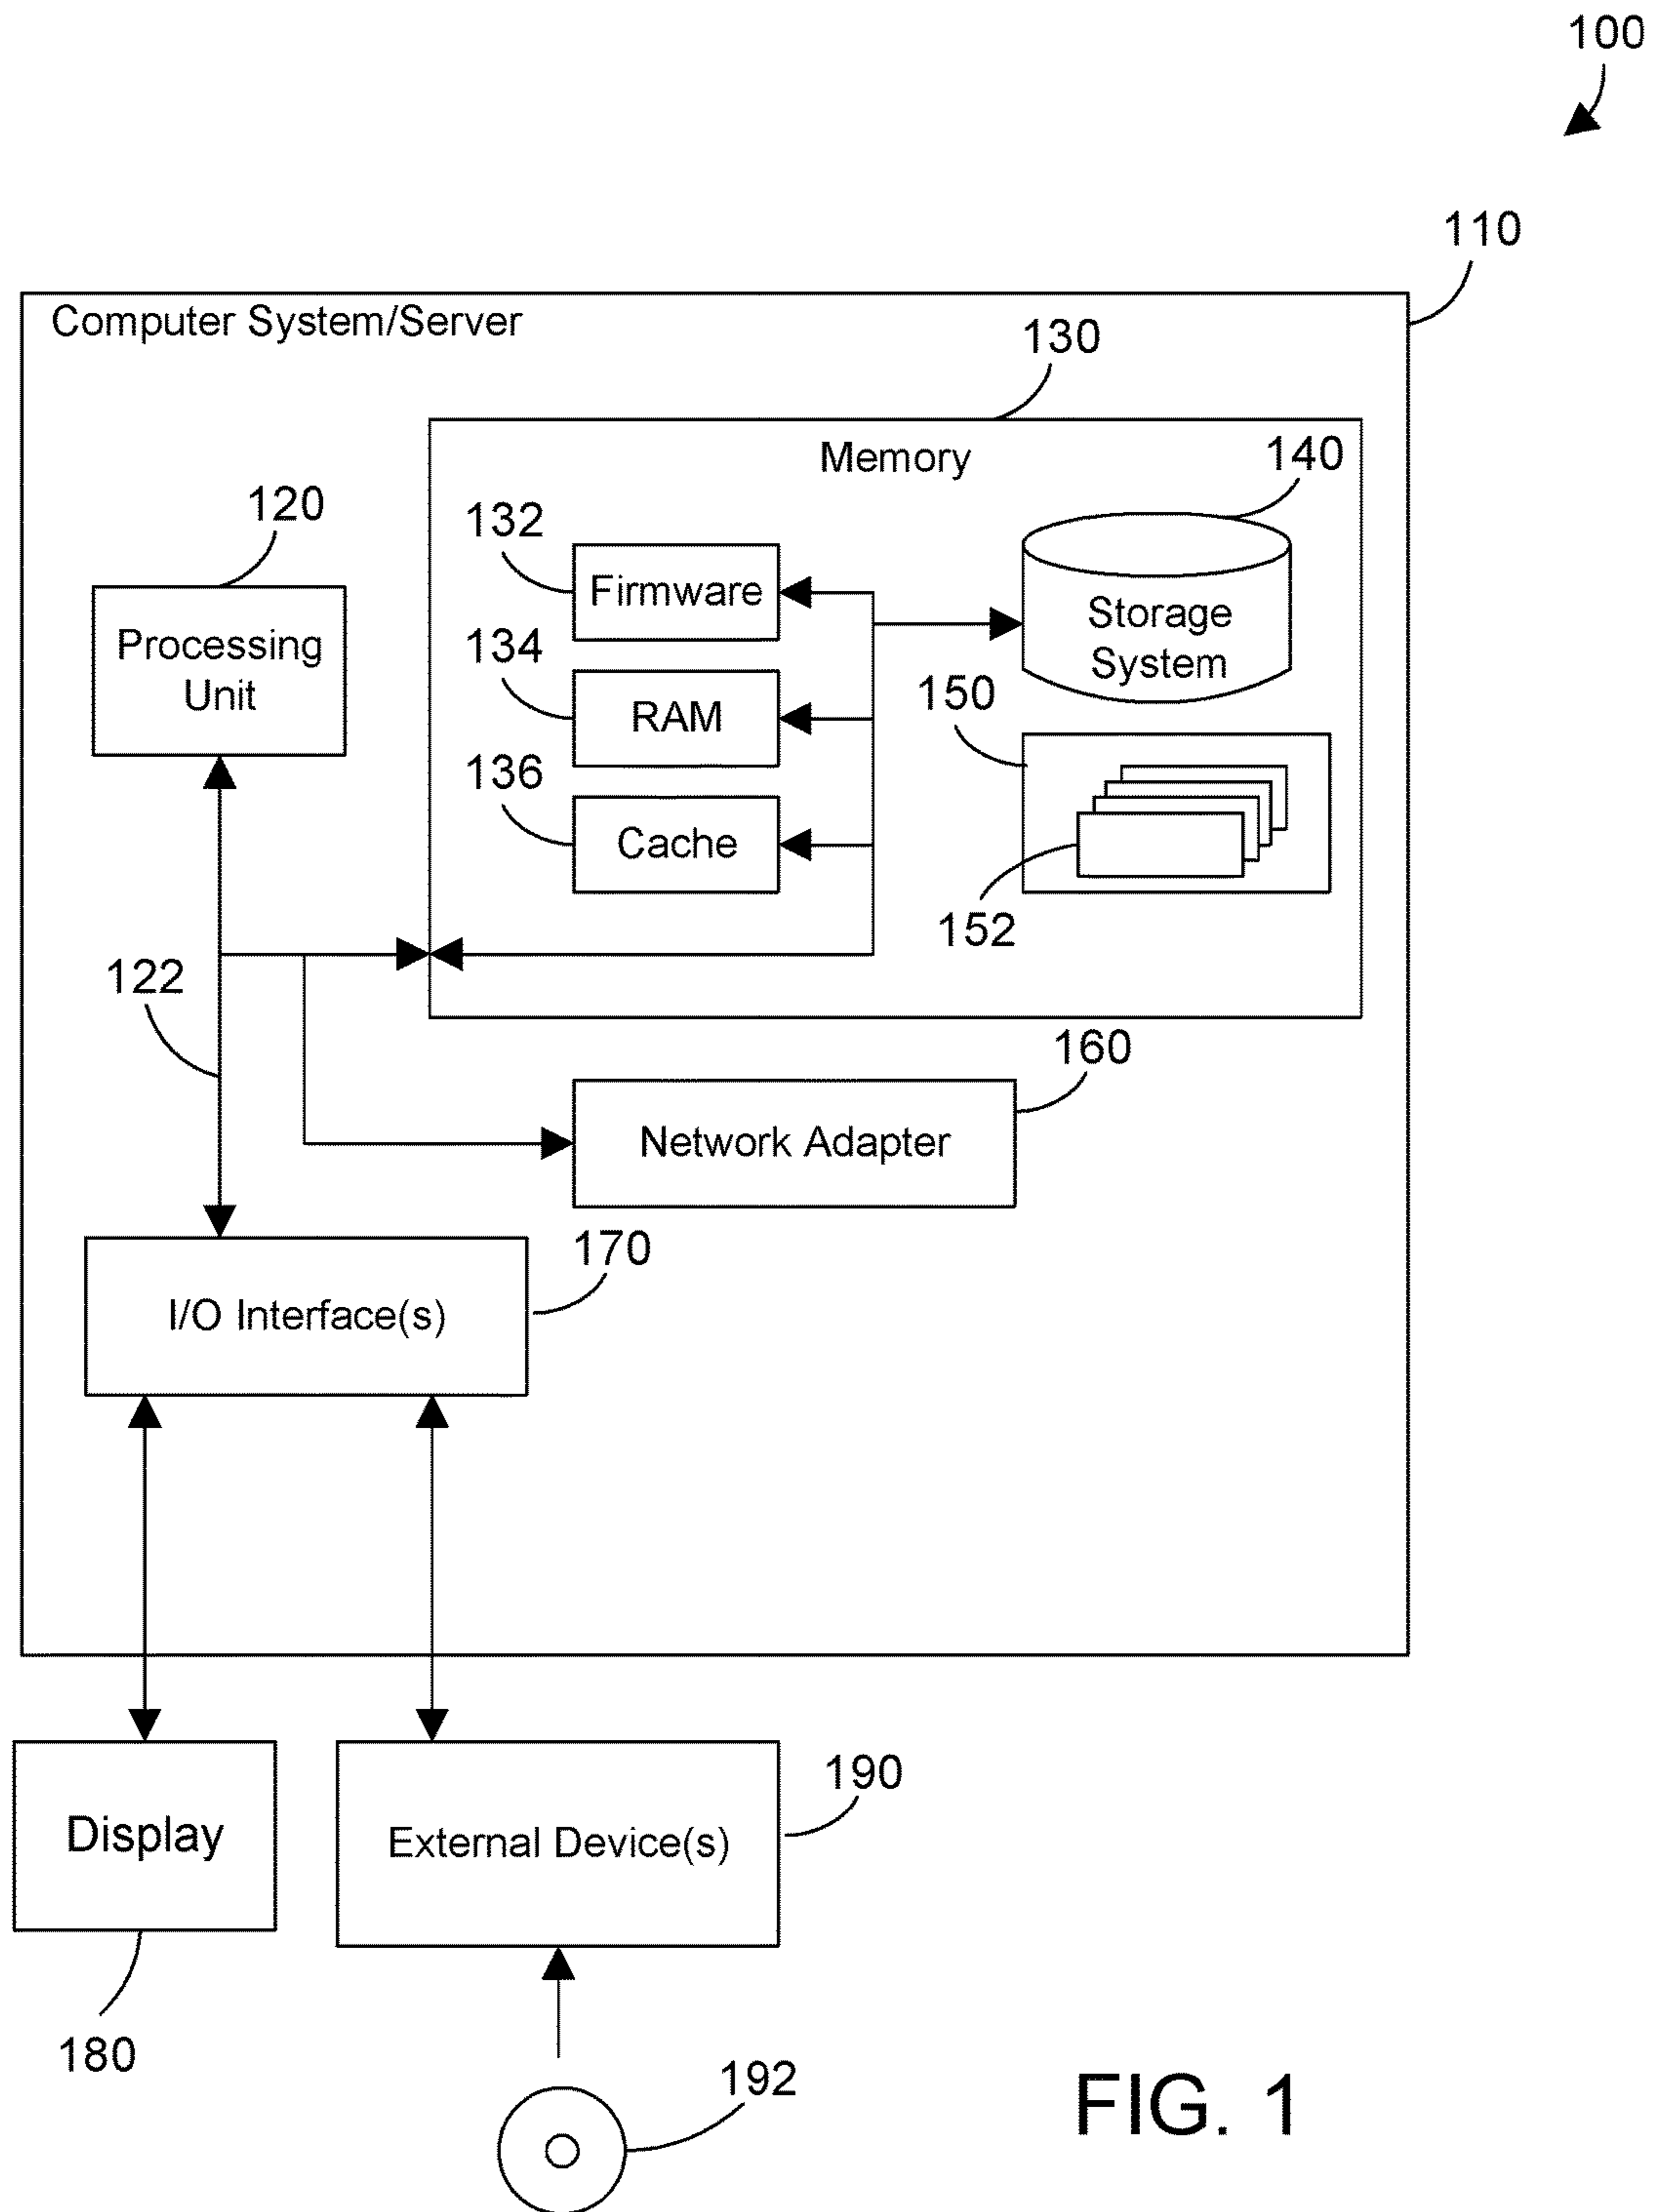 100
110
Computer System/Server
130
Memory
140
120
132
Firmware
Processing
Unit
Storage
System
134
RAM
150
136
Cache
152
122
160
Network Adapter
170
I/O Interface(s)
190
Display
External Device(s)
180
192
FIG. 1